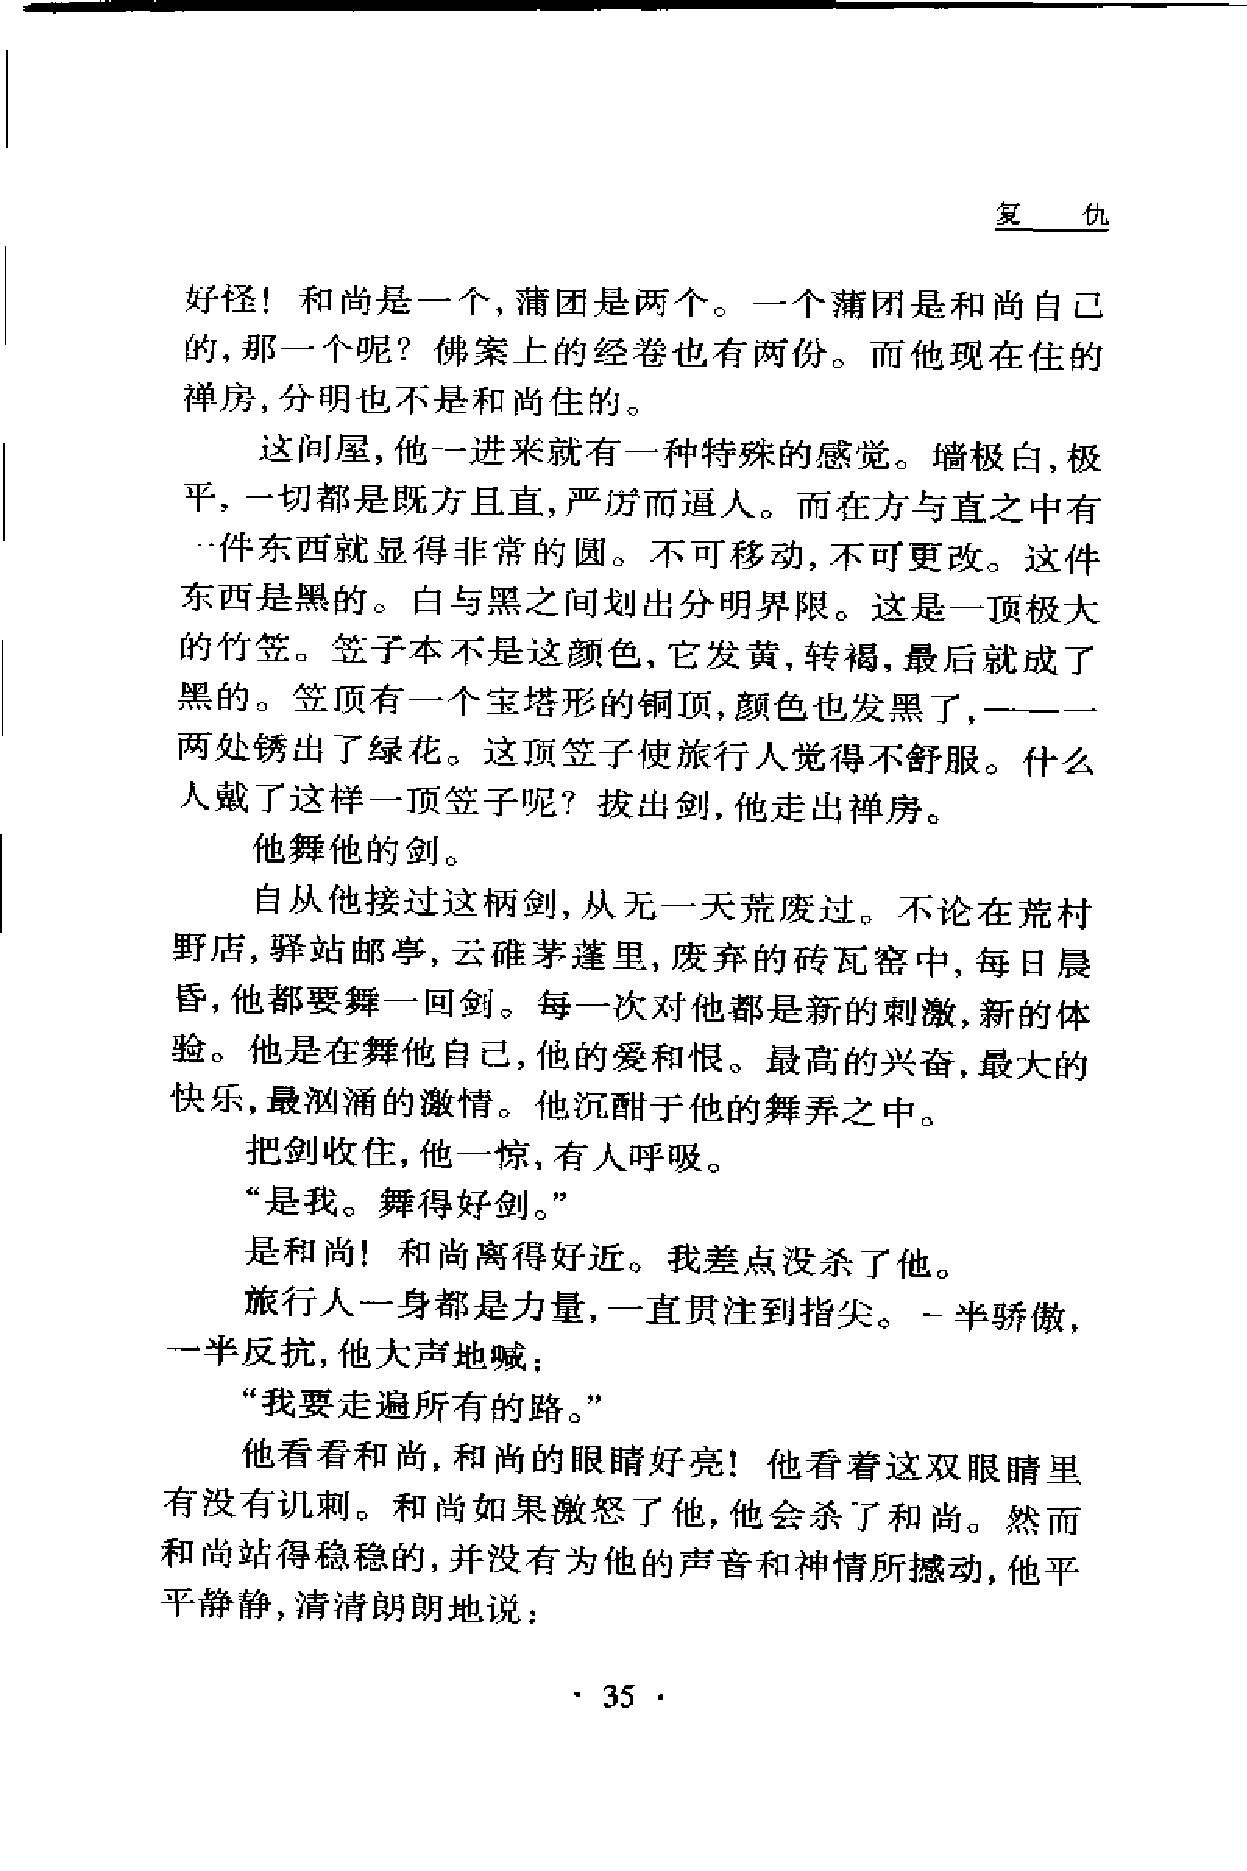 复 仇
好怪！和尚是一个，蒲团是两个。一个蒲团是和尚自己
的，那一个呢？佛案上的经卷也有两份。而他现在住的
禅房，分明也不是和尚住的。
这间屋，他一进来就有一种特殊的感觉。墙极白，极
平，一切都是既方且直，严厉而逼人。而在方与直之中有
一件东西就显得非常的圆。不可移动，不可更改。这件
东西是黑的。白与黑之间划出分明界限。这是一顶极大
的竹笠。笠子本不是这颜色，它发黄，转褐，最后就成了
黑的。笠顶有一个宝塔形的铜顶，颜色也发黑了，——一
两处锈出了绿花。这顶笠子使旅行人觉得不舒服。什么
人戴了这样一顶笠子呢？拔出剑，他走出禅房。
他舞他的剑。
自从他接过这柄剑，从无一天荒废过。不论在荒村
野店，驿站邮亭，云碓茅蓬里，废弃的砖瓦窑中，每日晨
昏，他都要舞一回剑。每一次对他都是新的刺激，新的体
验。他是在舞他自己，他的爱和恨。最高的兴奋，最大的
快乐，最汹涌的激情。他沉酣于他的舞弄之中。
把剑收住，他一惊，有人呼吸。
“是我。舞得好剑。”
是和尚！和尚离得好近。我差点没杀了他。
旅行人一身都是力量，一直贯注到指尖。一半骄傲，
一半反抗，他大声地喊：
“我要走遍所有的路。”
他看看和尚，和尚的眼睛好亮！他看着这双眼睛里
有没有讥刺。和尚如果激怒了他，他会杀了和尚。然而
和尚站得稳稳的，并没有为他的声音和神情所撼动，他平
平静静，清清朗朗地说：
· 35 ·